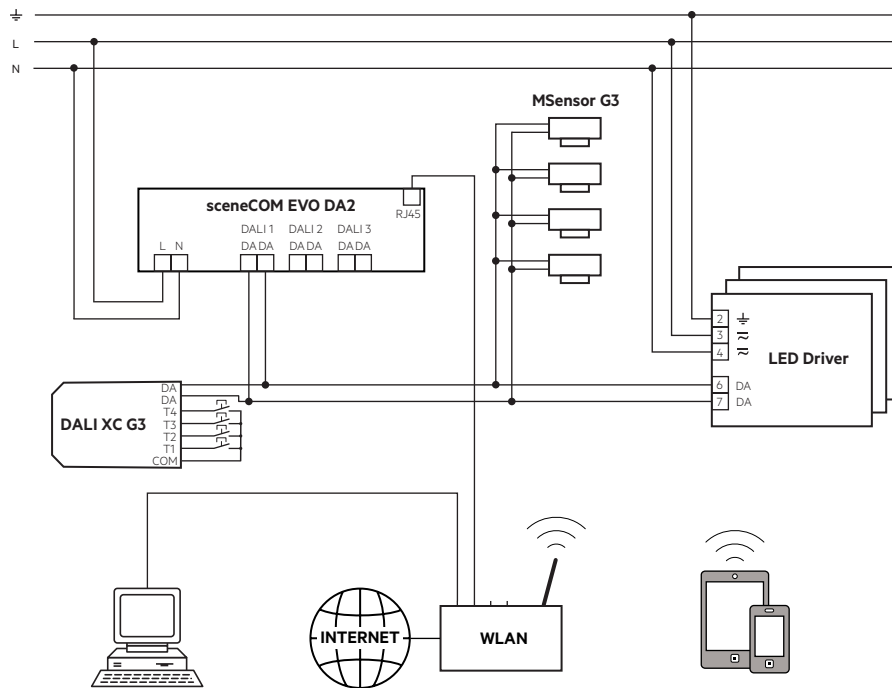 L
N
MSensor G3
sceneCOM EVO DA2
RJ45
DALI 1 DALI 2 DALI 3
L N DA DA DA DA DA DA
2
3
4
LED Driver
6 DA
7 DA
DALI XC G3
DA
DA
T4
T3
T2
T1
COM
INTERNET
WLAN